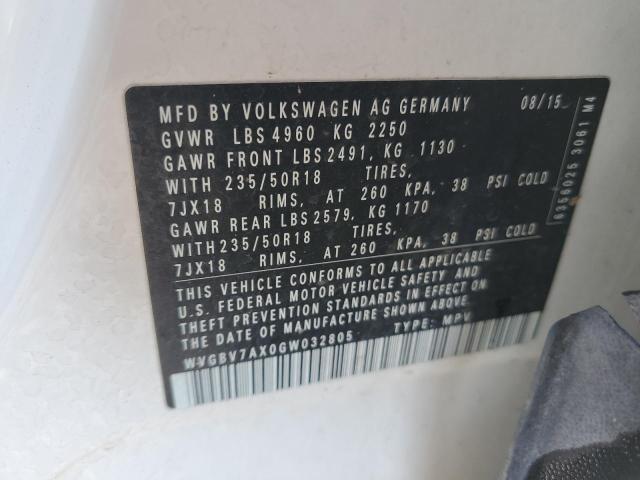 MFD BY VOLKSWAGEN AG GERMANY 08/15
GVWR LBS 4960 KG 2250
GAWR FRONT LBS 2491, KG 1130
WITH 235/50R18 TIRES,
7JX18 RIMS, AT 260 KPA, 38 PSI COLD
GAWR REAR LBS 2579, KG 1170
WITH 235/50R18 TIRES,
7JX18 RIMS, AT 260 KPA, 38 PSI COLD
THIS VEHICLE CONFORMS TO ALL APPLICABLE
U.S. FEDERAL MOTOR VEHICLE SAFETY AND
THEFT PREVENTION STANDARDS IN EFFECT ON
THE DATE OF MANUFACTURE SHOWN ABOVE.
WVGBV7AX0GW032805 TYPE: MPV
3061 M4